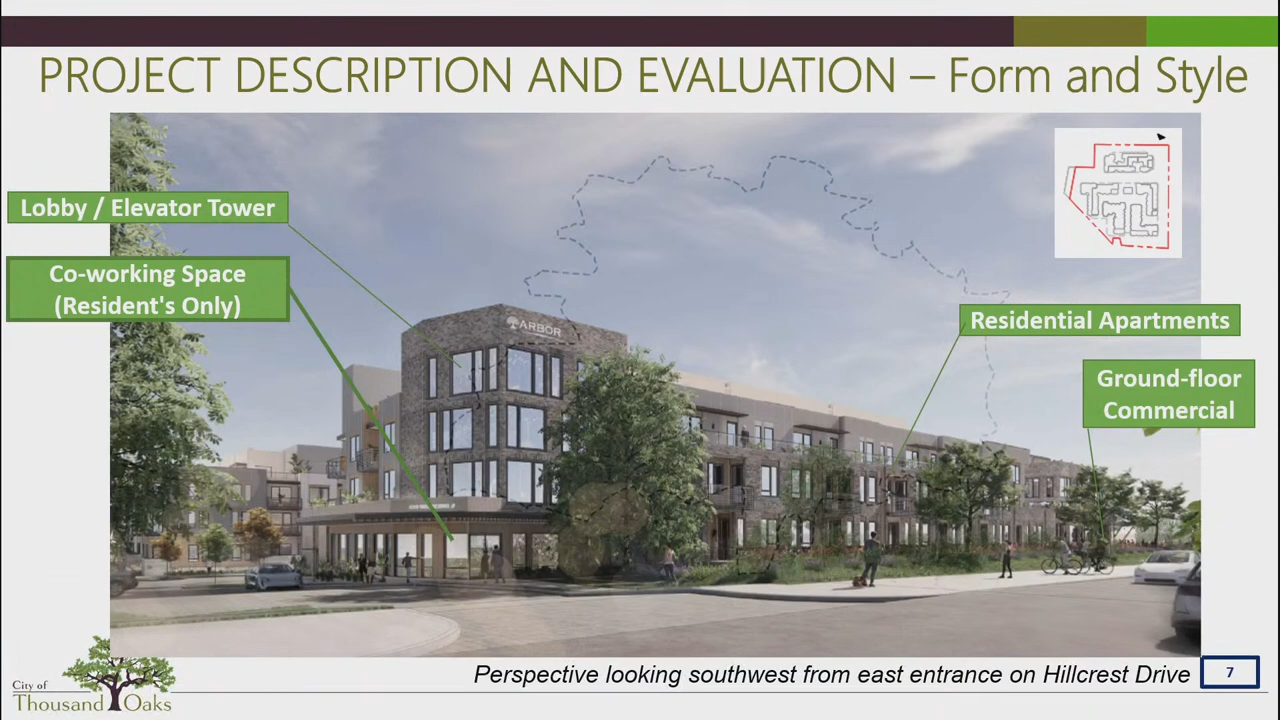 PROJECT DESCRIPTION AND EVALUATION – Form and Style
Lobby / Elevator Tower
Co-working Space
(Resident's Only)
ARBOR
Residential Apartments
Ground-floor
Commercial
Perspective looking southwest from east entrance on Hillcrest Drive
7
City of
Thousand Oaks